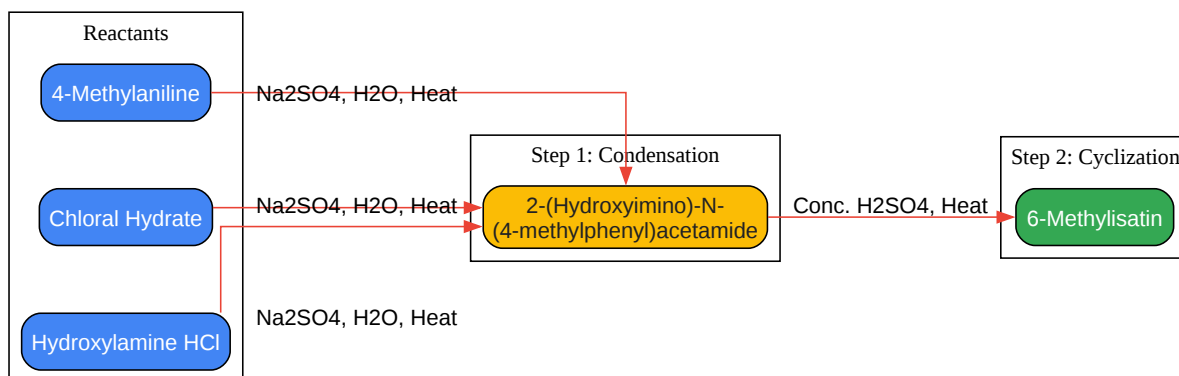 Reactants
4-Methylaniline
Na2SO4, H2O, Heat
Step 1: Condensation
Step 2: Cyclization
Chloral Hydrate
Na2SO4, H2O, Heat
2-(Hydroxyimino)-N-
(4-methylphenyl)acetamide
Conc. H2SO4, Heat
6-Methylisatin
Na2SO4, H2O, Heat
Hydroxylamine HCl